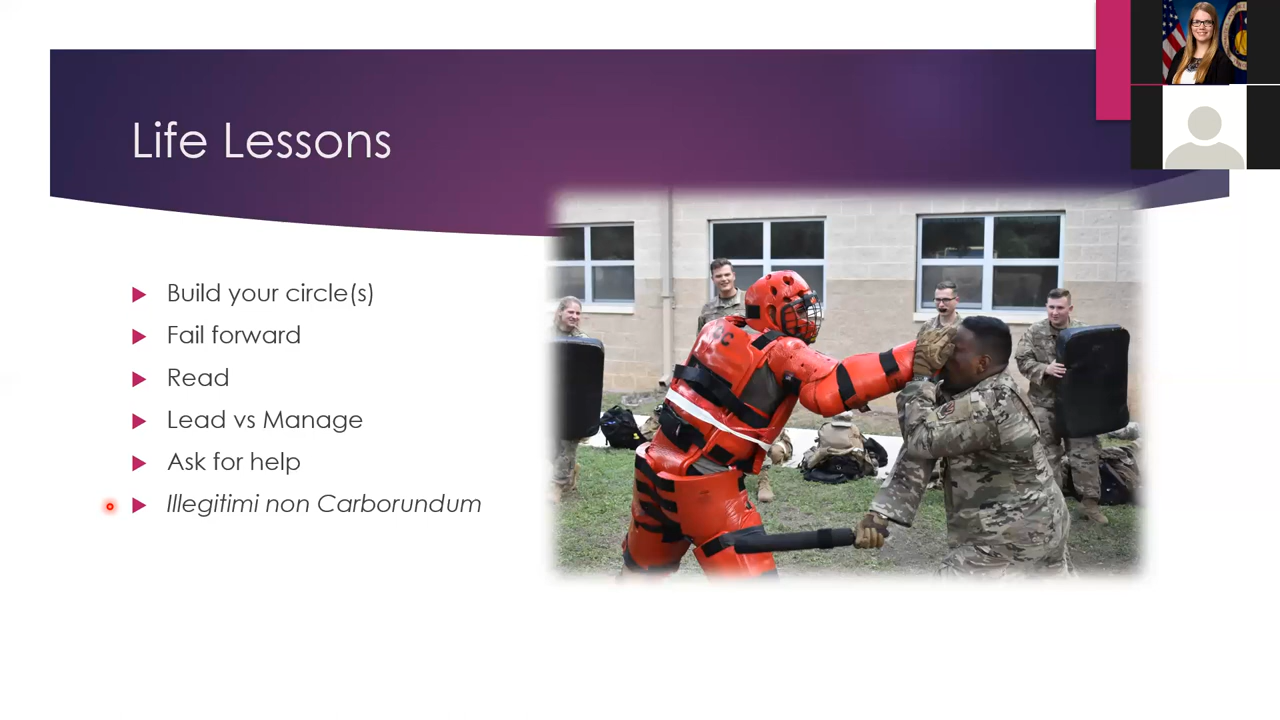 Life Lessons
Build your circle(s)
Fail forward
Read
Lead vs Manage
Ask for help
Illegitimi non Carborundum